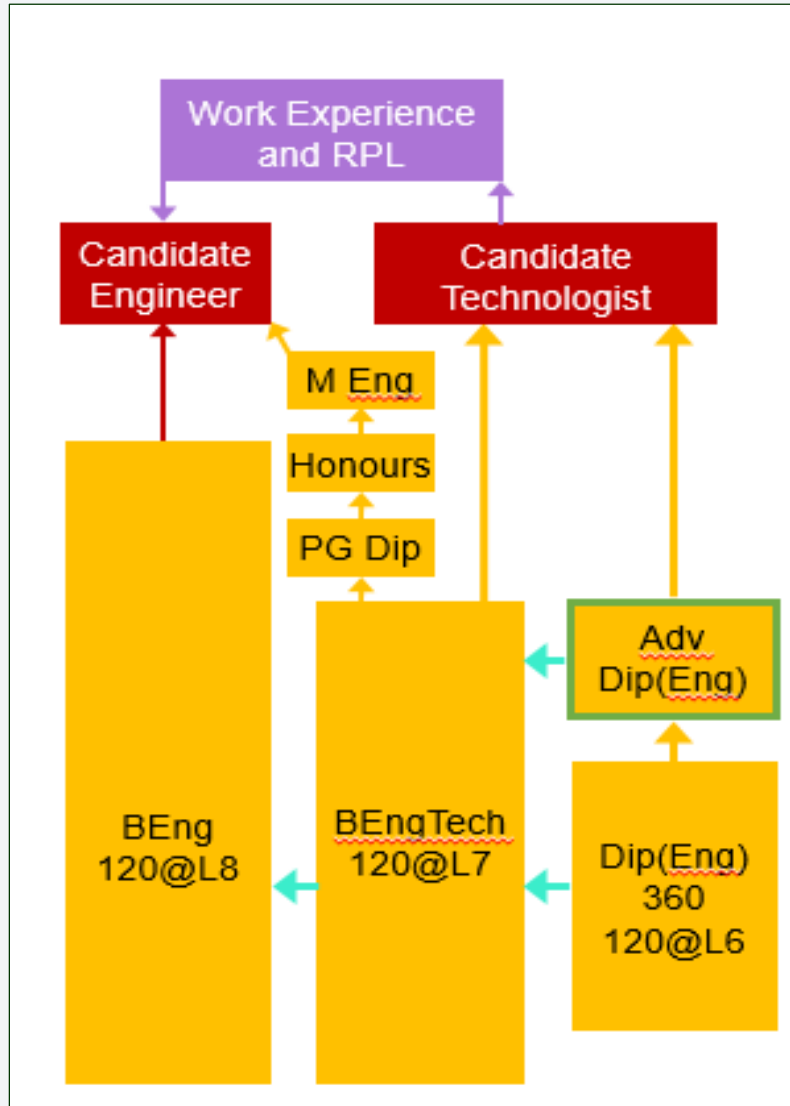 Work Experience
and RPL
Candidate
Engineer
Candidate
Technologist
M Eng
Honours
PG Dip
Adv
Dip(Eng)
BEng
120@L8
BEngTech
120@L7
Dip(Eng)
360
120@L6